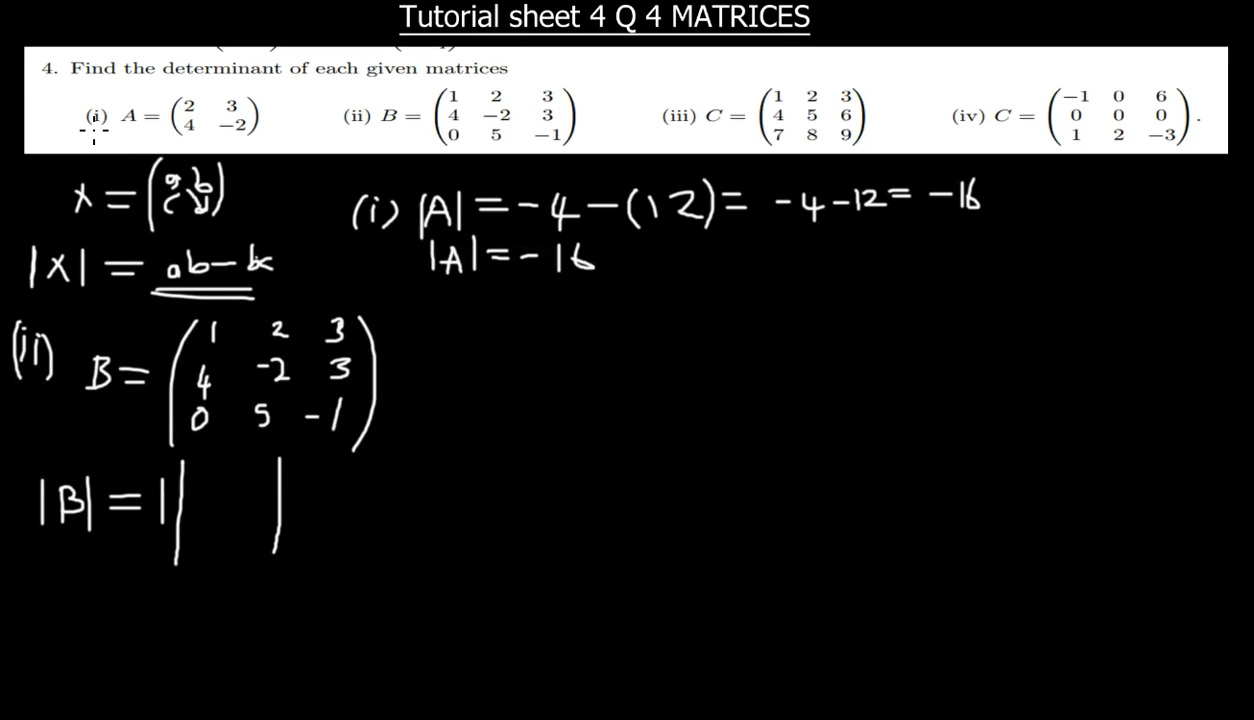 Tutorial sheet 4 Q 4 MATRICES
4. Find the determinant of each given matrices
(i) A = ( 2 3 (ii) B = ( 1 2 3 (iii) C = ( 1 2 3 (iv) C = ( −1 0 6
4 −2 ) 4 −2 3 4 5 6 0 0 0
0 5 −1 ) 7 8 9 ) 1 2 −3 ) .
X = ( a b
c d )
(i) |A| = -4 - (12) = -4 -12 = -16
|X| = ab - bc
|A| = -16
(ii) B = ( 1 2 3
4 -2 3
0 5 -1 )
|B| = 1 | |